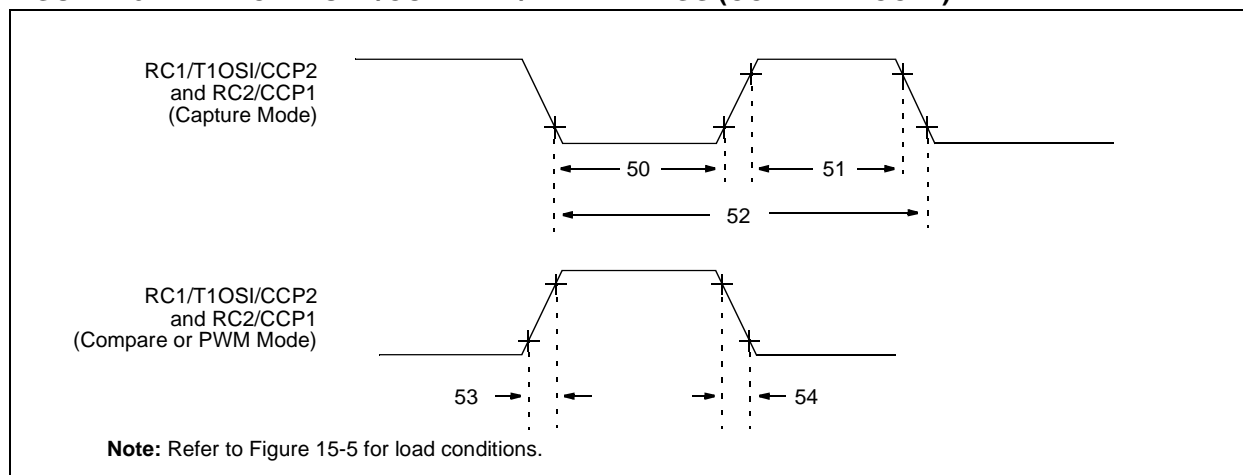 RC1/T1OSI/CCP2
and RC2/CCP1
(Capture Mode)
50
51
52
RC1/T1OSI/CCP2
and RC2/CCP1
(Compare or PWM Mode)
53
54
Note: Refer to Figure 15-5 for load conditions.